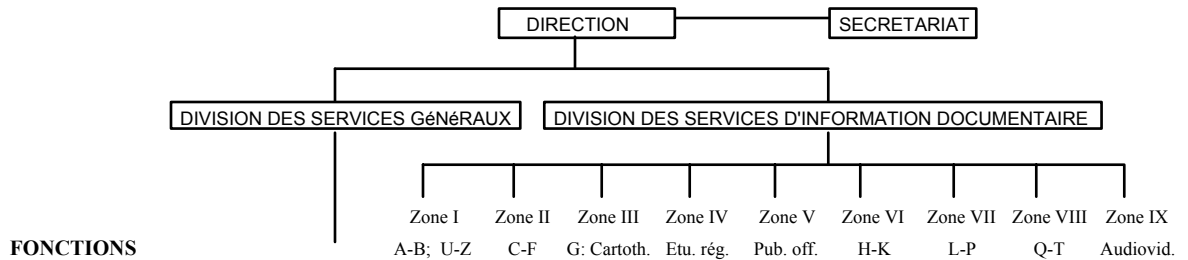 DIRECTION SECRETARIAT
DIVISION DES SERVICES GéNéRAUX DIVISION DES SERVICES D'INFORMATION DOCUMENTAIRE
Zone I Zone II Zone III Zone IV Zone V Zone VI Zone VII Zone VIII Zone IX
FONCTIONS A-B; U-Z C-F G: Cartoth. Etu. rég. Pub. off. H-K L-P Q-T Audiovid.